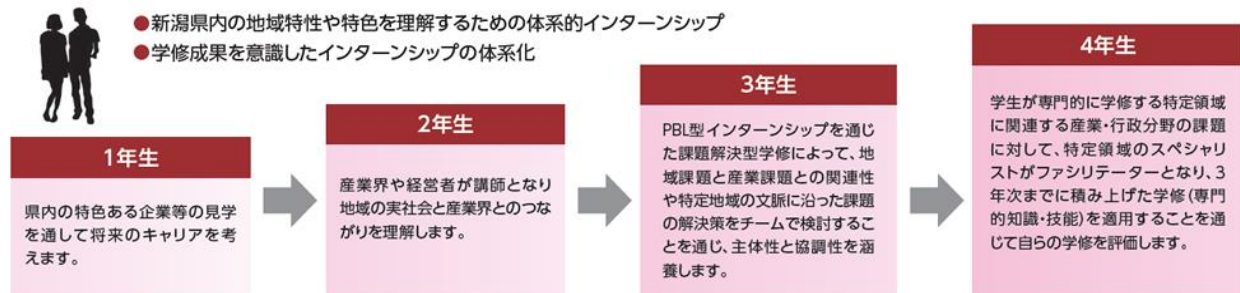 ●新潟県内の地域特性や特色を理解するための体系的インターンシップ
●学修成果を意識したインターンシップの体系化
1年生
県内の特色ある企業等の見学
を通して将来のキャリアを考
えます。
2年生
産業界や経営者が講師となり
地域の実社会と産業界とのつな
がりを理解します。
3年生
PBL型インターンシップを通じ
た課題解決型学修によって、地
域課題と産業課題との関連性
や特定地域の文脈に沿った課題
の解決策をチームで検討するこ
とを通じ、主体性と協調性を涵
養します。
4年生
学生が専門的に学修する特定領域
に関連する産業・行政分野の課題
に対して、特定領域のスペシャリ
ストがファシリテーターとなり、3
年次までに積み上げた学修(専門
的知識・技能)を適用することを通
じて自らの学修を評価します。